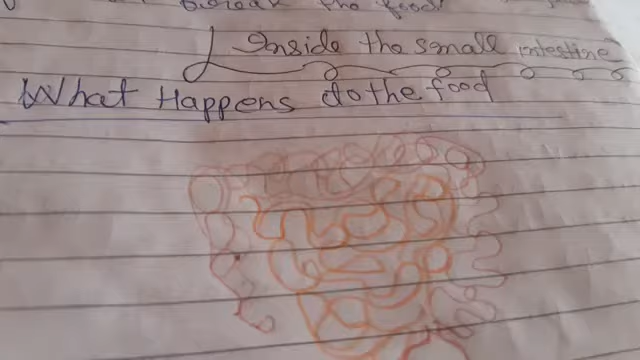 break the food
Inside the small intestine
What Happens to the food